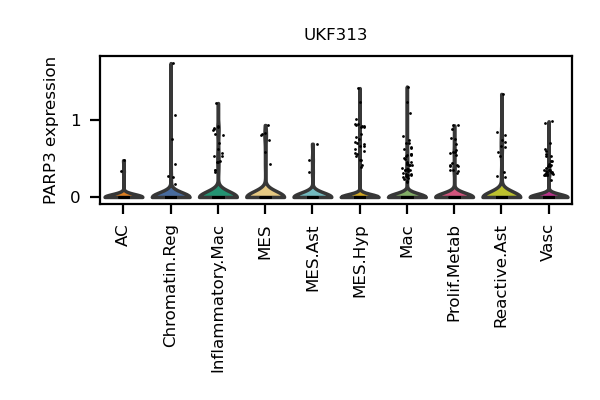 UKF313
PARP3 expression
1
0
AC
Chromatin.Reg
Inflammatory.Mac
MES
MES.Ast
MES.Hyp
Mac
Prolif.Metab
Reactive.Ast
Vasc